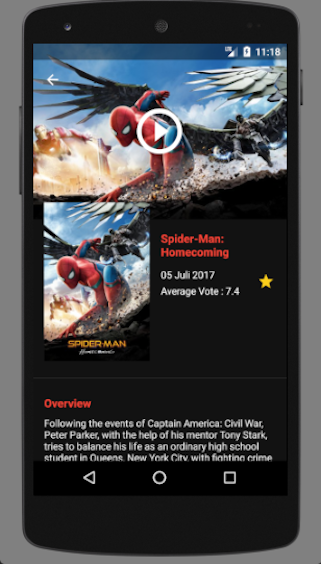 LTE 11:18
Spider-Man:
Homecoming
05 Juli 2017
Average Vote : 7.4
SPIDER-MAN
Overview
Following the events of Captain America: Civil War,
Peter Parker, with the help of his mentor Tony Stark,
tries to balance his life as an ordinary high school
student in Queens, New York City, with fighting crime